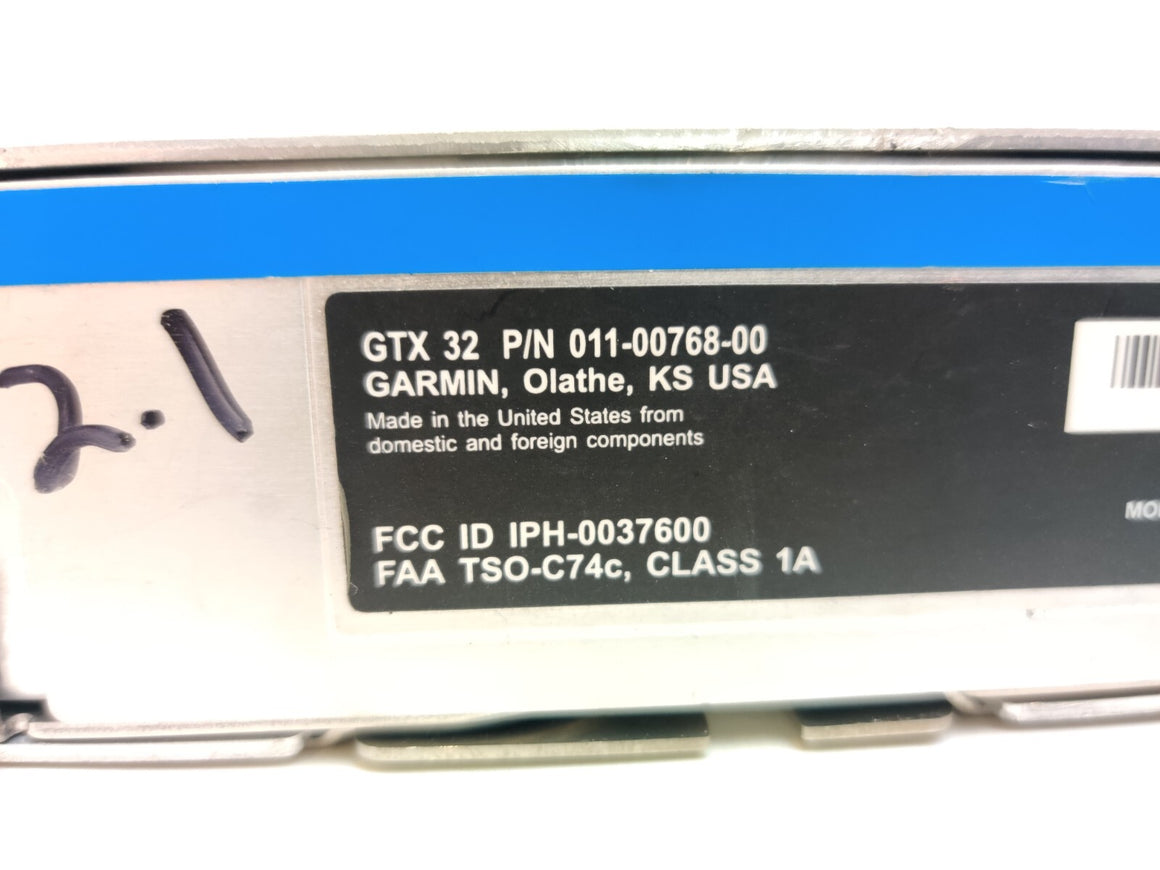 2.1
GTX 32 P/N 011-00768-00
GARMIN, Olathe, KS USA
Made in the United States from
domestic and foreign components
FCC ID IPH-0037600
FAA TSO-C74c, CLASS 1A